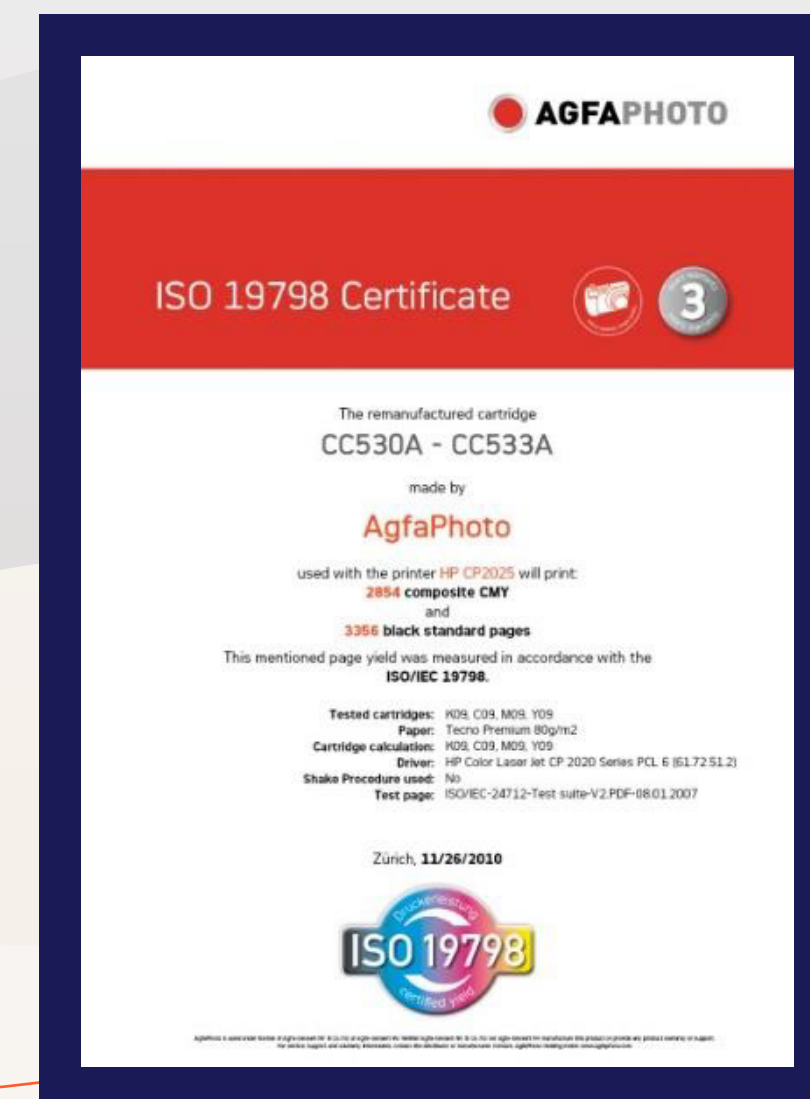 AGFAPHOTO
ISO 19798 Certificate
3
The remanufactured cartridge
CC530A - CC533A
made by
AgfaPhoto
used with the printer HP CP2025 will print:
2854 composite CMY
and
3356 black standard pages
This mentioned page yield was measured in accordance with the
ISO/IEC 19798.
Tested cartridges: K09, C09, M09, Y09
Paper: Tecno Premium 80g/m2
Cartridge calculation: K09, C09, M09, Y09
Driver: HP Color Laser Jet CP 2020 Series PCL 6 (61.72.51.2)
Shake Procedure used: No
Test page: ISO/IEC-24712-Test suite-V2.PDF-08.01.2007
Zürich, 11/26/2010
Druckerleistung
ISO 19798
certified yield